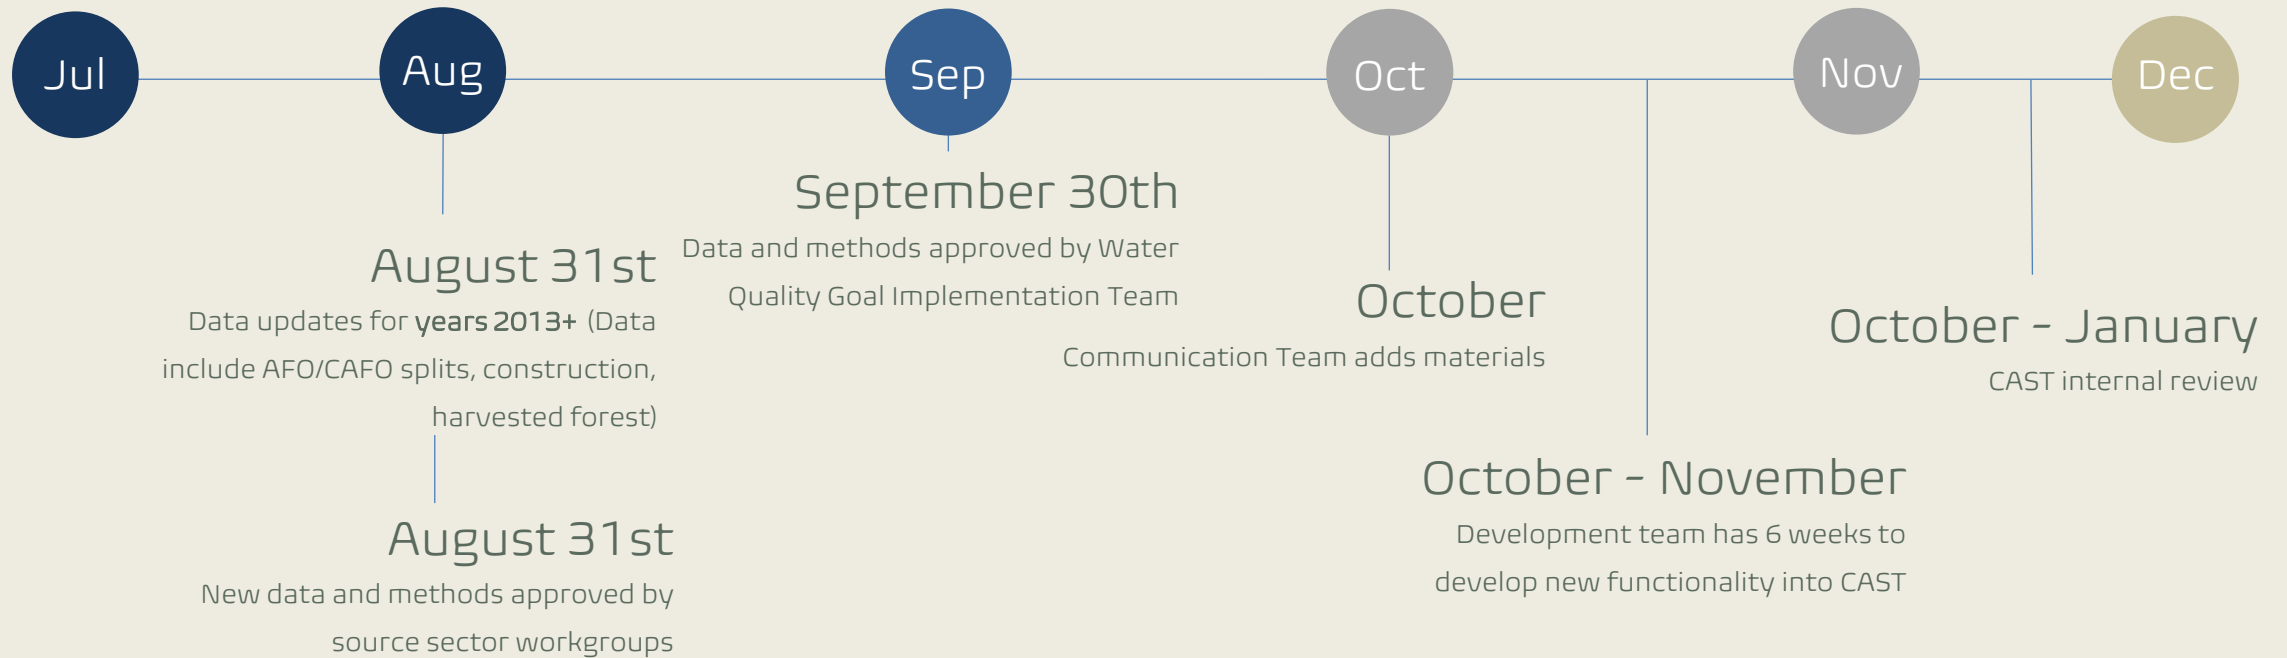 Jul
Aug
Sep
Oct
Nov
Dec
August 31st
Data updates for years 2013+ (Data
include AFO/CAFO splits, construction,
harvested forest)
August 31st
New data and methods approved by
source sector workgroups
September 30th
Data and methods approved by Water
Quality Goal Implementation Team
October
Communication Team adds materials
October - November
Development team has 6 weeks to
develop new functionality into CAST
October - January
CAST internal review